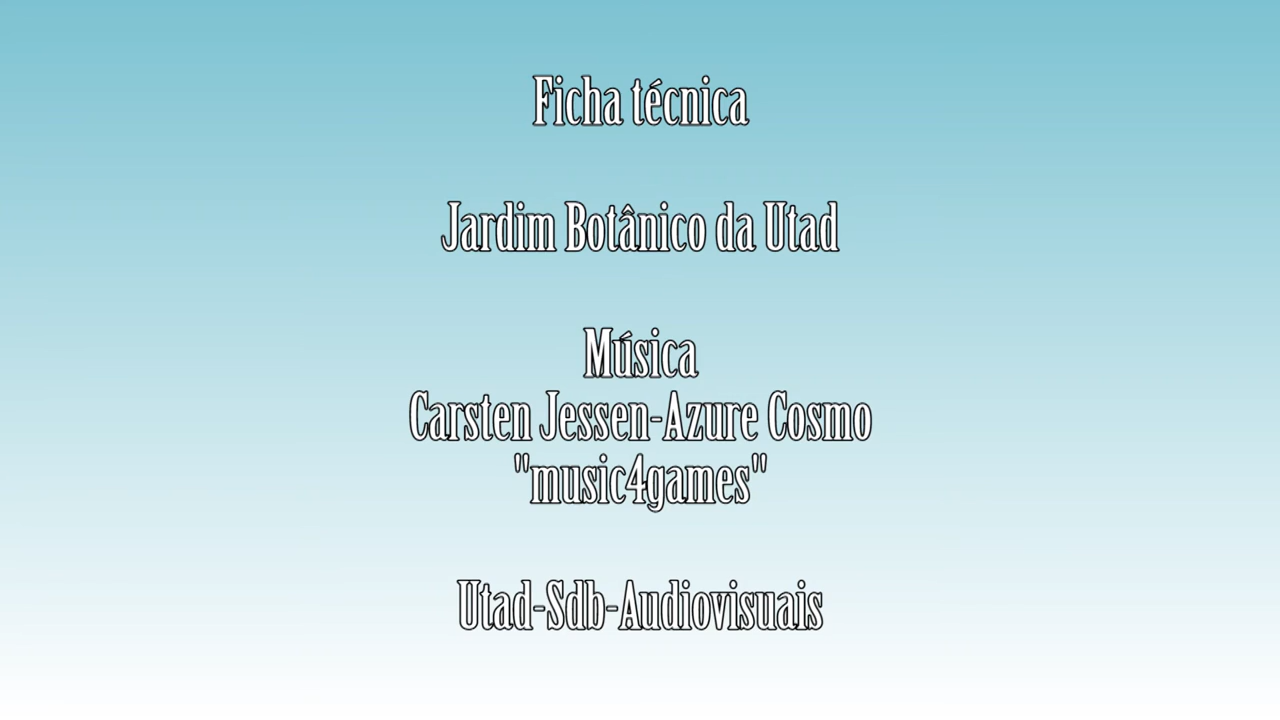 Ficha técnica
Jardim Botânico da Utad
Música
Carsten Jessen-Azure Cosmo
"music4games"
Utad-Sdb-Audiovisuais